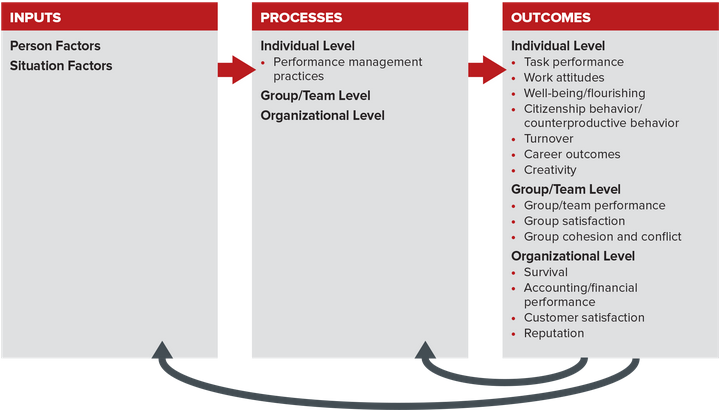 INPUTS
Person Factors
Situation Factors
PROCESSES
Individual Level
• Performance management
practices
Group/Team Level
Organizational Level
OUTCOMES
Individual Level
• Task performance
• Work attitudes
• Well-being/flourishing
• Citizenship behavior/
counterproductive behavior
• Turnover
• Career outcomes
• Creativity
Group/Team Level
• Group/team performance
• Group satisfaction
• Group cohesion and conflict
Organizational Level
• Survival
• Accounting/financial
performance
• Customer satisfaction
• Reputation